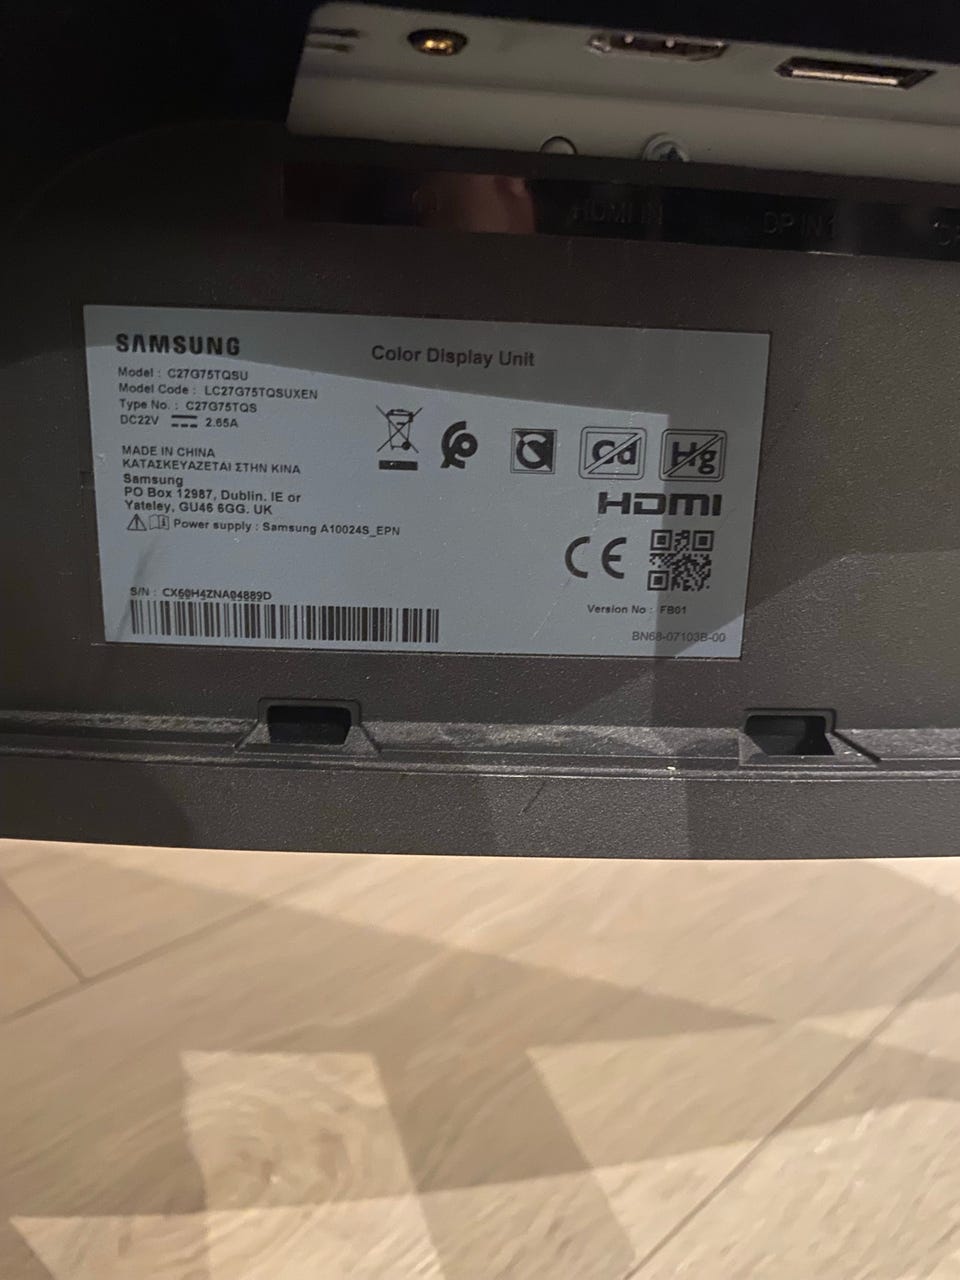 HDMI IN
DP IN 1
SAMSUNG
Color Display Unit
Model : C27G75TQSU
Model Code : LC27G75TQSUXEN
Type No. : C27G75TQS
DC22V 2.65A
MADE IN CHINA
ΚΑΤΑΣΚΕΥΑΖΕΤΑΙ ΣΤΗΝ ΚΙΝΑ
Samsung
PO Box 12987, Dublin. IE or
Yateley, GU46 6GG. UK
Power supply : Samsung A10024S_EPN
Cd
Hg
HDMI
CE
S/N : CX60H4ZNA04889D
Version No : FB01
BN68-07103B-00